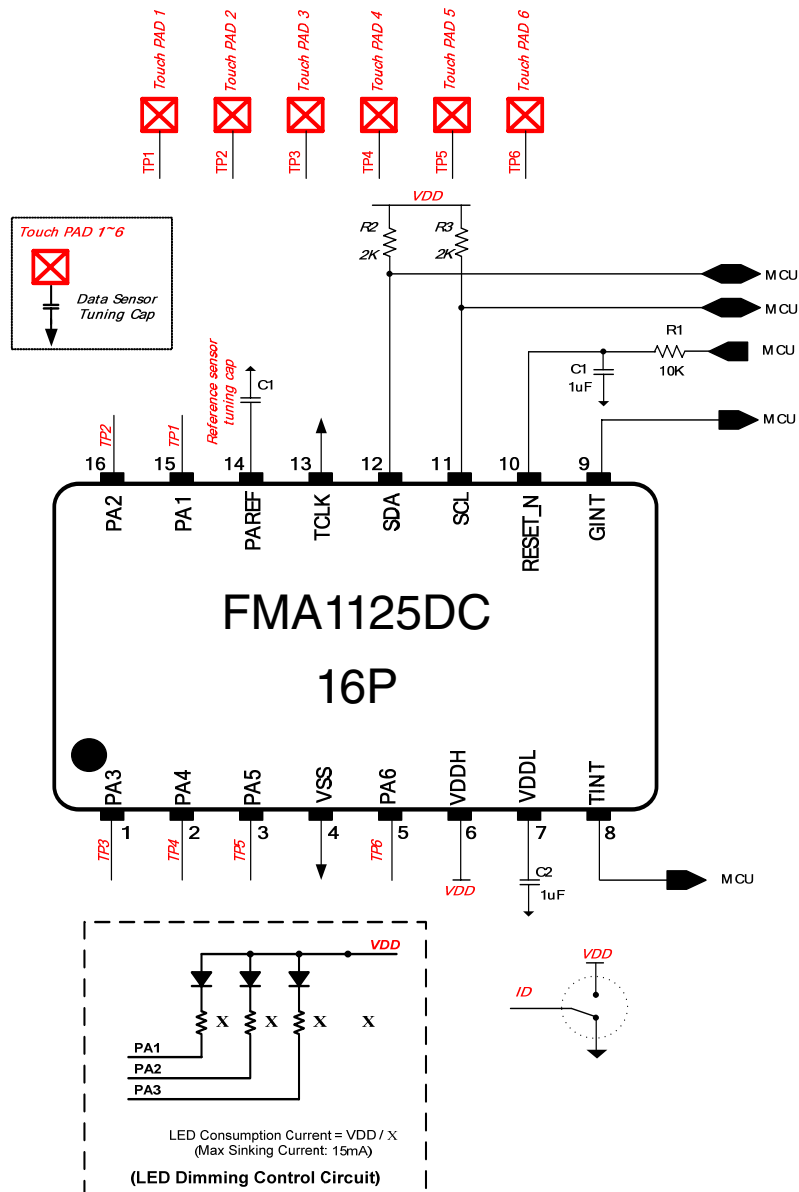 Touch PAD 1
Touch PAD 2
Touch PAD 3
Touch PAD 4
Touch PAD 5
Touch PAD 6
TP1
TP2
TP3
TP4
TP5
TP6
VDD
R2
2K
R3
2K
Touch PAD 1~6
Data Sensor
Tuning Cap
MCU
MCU
R1
10K
MCU
C1
1uF
MCU
Reference sensor
tuning cap
C1
TP2
TP1
16
15
14
13
12
11
10
9
PA2
PA1
PAREF
TCLK
SDA
SCL
RESET_N
GINT
FMA1125DC
16P
PA3
PA4
PA5
VSS
PA6
VDDH
VDDL
TINT
1
2
3
4
5
6
7
8
TP3
TP4
TP5
TP6
VDD
C2
1uF
MCU
VDD
X X X X
PA1
PA2
PA3
LED Consumption Current = VDD / X
(Max Sinking Current: 15mA)
(LED Dimming Control Circuit)
VDD
ID